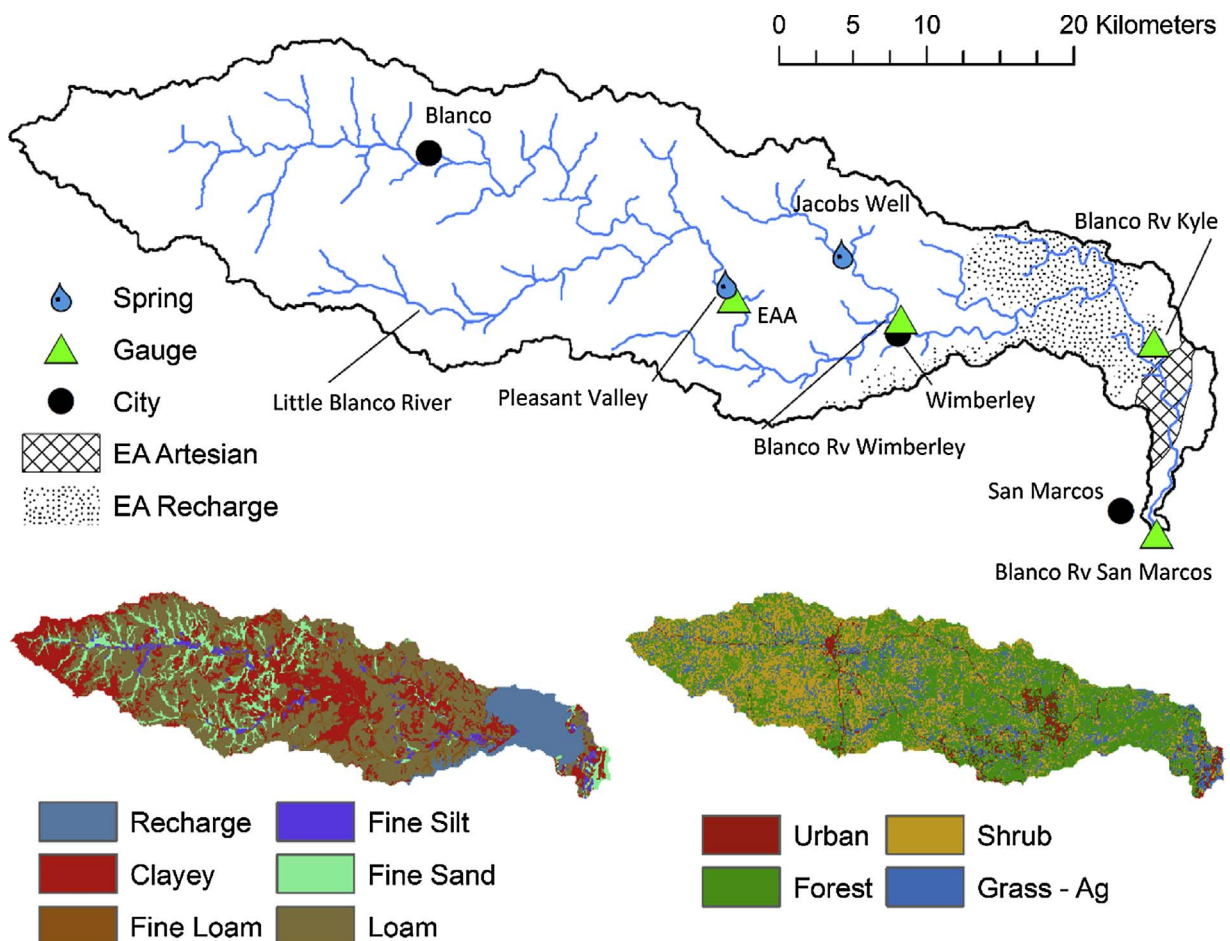 0 5 10 20 Kilometers
Blanco
Jacobs Well
Blanco Rv Kyle
Spring
Gauge
City
EA Artesian
EA Recharge
EAA
Little Blanco River
Pleasant Valley
Wimberley
Blanco Rv Wimberley
San Marcos
Blanco Rv San Marcos
Recharge
Fine Silt
Clayey
Fine Sand
Fine Loam
Loam
Urban
Shrub
Forest
Grass - Ag